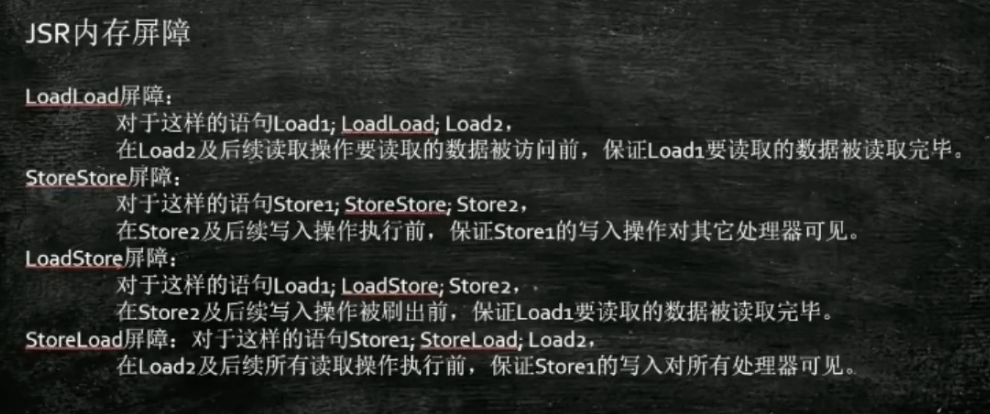 JSR内存屏障
LoadLoad屏障：
对于这样的语句Load1; LoadLoad; Load2，
在Load2及后续读取操作要读取的数据被访问前，保证Load1要读取的数据被读取完毕。
StoreStore屏障：
对于这样的语句Store1; StoreStore; Store2，
在Store2及后续写入操作执行前，保证Store1的写入操作对其它处理器可见。
LoadStore屏障：
对于这样的语句Load1; LoadStore; Store2，
在Store2及后续写入操作被刷出前，保证Load1要读取的数据被读取完毕。
StoreLoad屏障：对于这样的语句Store1; StoreLoad; Load2，
在Load2及后续所有读取操作执行前，保证Store1的写入对所有处理器可见。